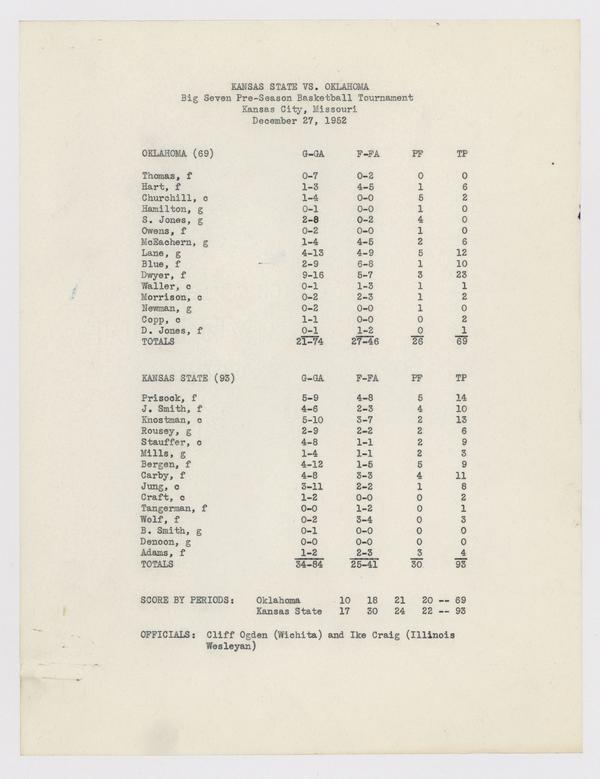 KANSAS STATE VS. OKLAHOMA
Big Seven Pre-Season Basketball Tournament
Kansas City, Missouri
December 27, 1952
OKLAHOMA (69) G-GA F-FA PF TP
Thomas, f 0-7 0-2 0 0
Hart, f 1-3 4-5 1 6
Churchill, c 1-4 0-0 5 2
Hamilton, g 0-1 0-0 1 0
S. Jones, g 2-8 0-2 4 0
Owens, f 0-2 0-0 1 0
McEachern, g 1-4 4-5 2 6
Lane, g 4-13 4-9 5 12
Blue, f 2-9 6-8 1 10
Dwyer, f 9-16 5-7 3 23
Waller, c 0-1 1-3 1 1
Morrison, c 0-2 2-3 1 2
Newman, g 0-2 0-0 1 0
Copp, c 1-1 0-0 0 2
D. Jones, f 0-1 1-2 0 1
TOTALS 21-74 27-46 26 69
KANSAS STATE (93) G-GA F-FA PF TP
Prisock, f 5-9 4-8 5 14
J. Smith, f 4-6 2-3 4 10
Knostman, c 5-10 3-7 2 13
Rousey, g 2-9 2-2 2 6
Stauffer, c 4-8 1-1 2 9
Mills, g 1-4 1-1 2 3
Bergen, f 4-12 1-5 5 9
Carby, f 4-8 3-3 4 11
Jung, c 3-11 2-2 1 8
Craft, c 1-2 0-0 0 2
Tangerman, f 0-0 1-2 0 1
Wolf, f 0-2 3-4 0 3
B. Smith, g 0-1 0-0 0 0
Denoon, g 0-0 0-0 0 0
Adams, f 1-2 2-3 3 4
TOTALS 34-84 25-41 30 93
SCORE BY PERIODS: Oklahoma 10 18 21 20 -- 69
Kansas State 17 30 24 22 -- 93
OFFICIALS: Cliff Ogden (Wichita) and Ike Craig (Illinois
Wesleyan)